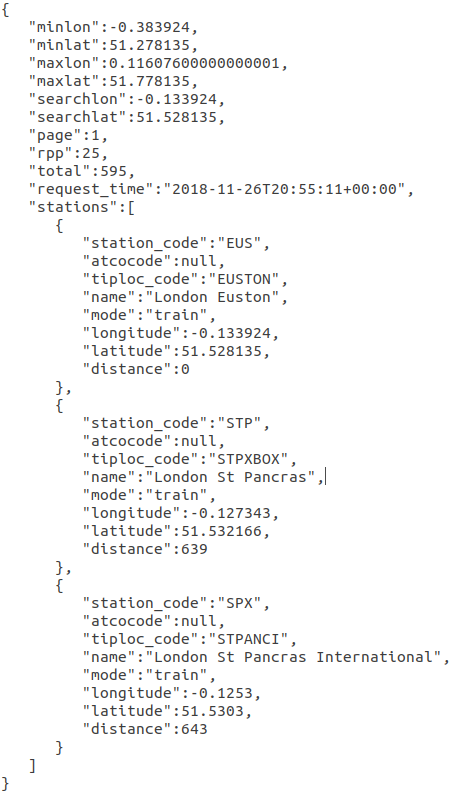 {
   "minlon":-0.383924,
   "minlat":51.278135,
   "maxlon":0.11607600000000001,
   "maxlat":51.778135,
   "searchlon":-0.133924,
   "searchlat":51.528135,
   "page":1,
   "rpp":25,
   "total":595,
   "request_time":"2018-11-26T20:55:11+00:00",
   "stations":[
      {
         "station_code":"EUS",
         "atcocode":null,
         "tiploc_code":"EUSTON",
         "name":"London Euston",
         "mode":"train",
         "longitude":-0.133924,
         "latitude":51.528135,
         "distance":0
      },
      {
         "station_code":"STP",
         "atcocode":null,
         "tiploc_code":"STPXBOX",
         "name":"London St Pancras",
         "mode":"train",
         "longitude":-0.127343,
         "latitude":51.532166,
         "distance":639
      },
      {
         "station_code":"SPX",
         "atcocode":null,
         "tiploc_code":"STPANCI",
         "name":"London St Pancras International",
         "mode":"train",
         "longitude":-0.1253,
         "latitude":51.5303,
         "distance":643
      }
   ]
}